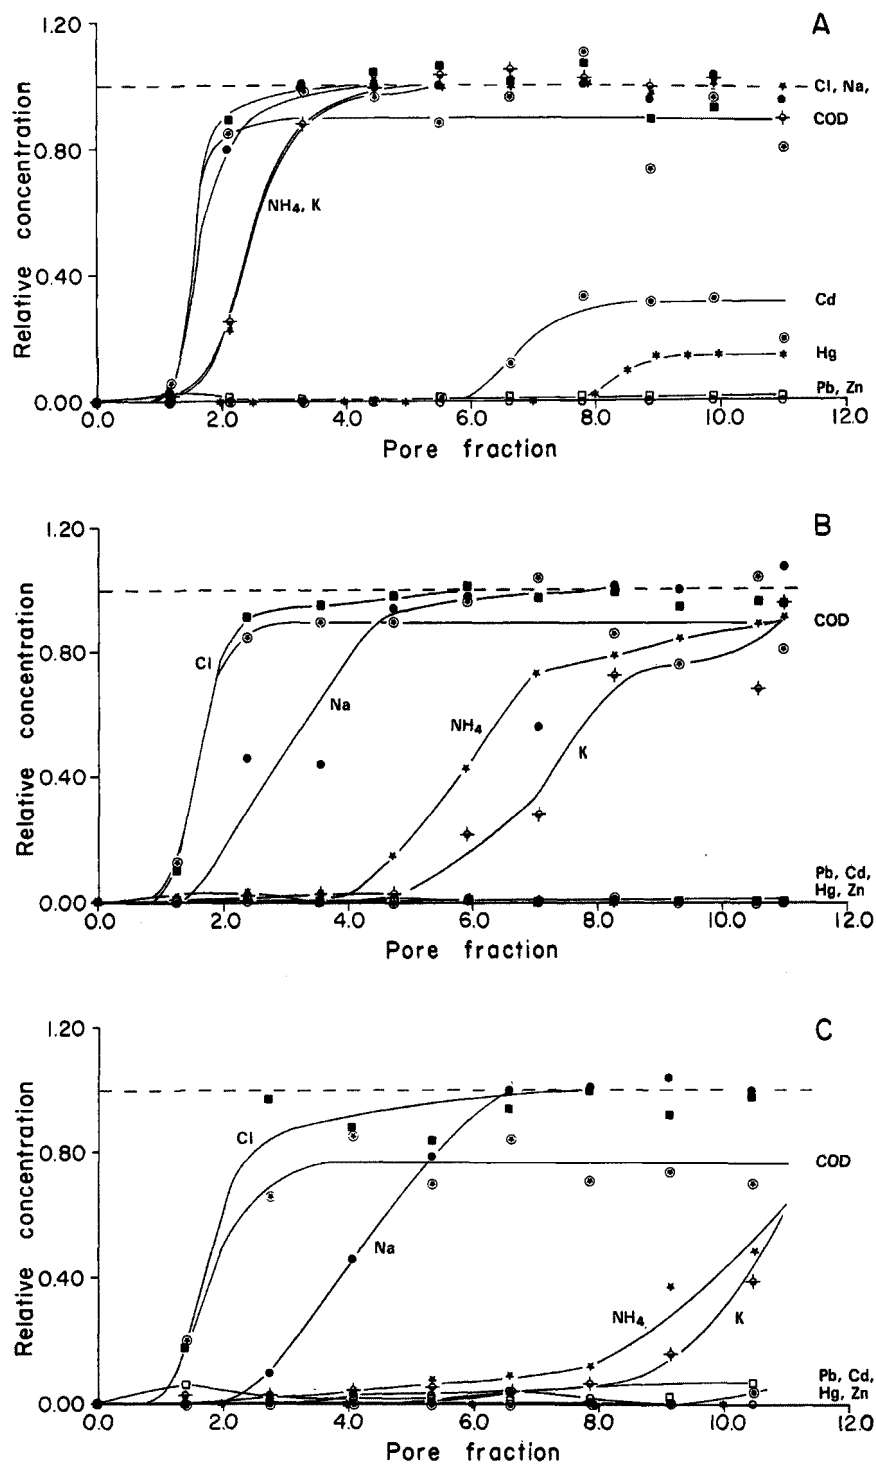 A
1.20
0.80
0.40
0.00
Relative concentration
Cl, Na,
COD
NH4, K
Cd
Hg
Pb, Zn
0.0 2.0 4.0 6.0 8.0 10.0 12.0
Pore fraction
B
1.20
0.80
0.40
0.00
Relative concentration
COD
Cl
Na
NH4
K
Pb, Cd,
Hg, Zn
0.0 2.0 4.0 6.0 8.0 10.0 12.0
Pore fraction
C
1.20
0.80
0.40
0.00
Relative concentration
Cl
COD
Na
NH4
K
Pb, Cd,
Hg, Zn
0.0 2.0 4.0 6.0 8.0 10.0 12.0
Pore fraction